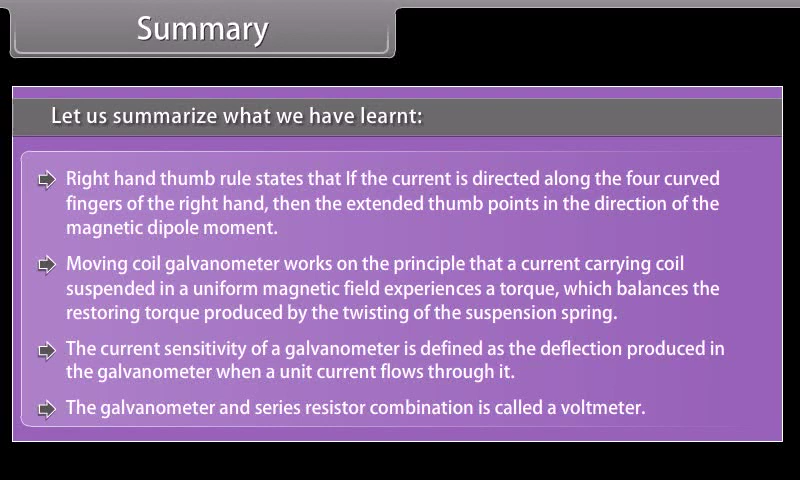 Summary
Let us summarize what we have learnt:
Right hand thumb rule states that If the current is directed along the four curved
fingers of the right hand, then the extended thumb points in the direction of the
magnetic dipole moment.
Moving coil galvanometer works on the principle that a current carrying coil
suspended in a uniform magnetic field experiences a torque, which balances the
restoring torque produced by the twisting of the suspension spring.
The current sensitivity of a galvanometer is defined as the deflection produced in
the galvanometer when a unit current flows through it.
The galvanometer and series resistor combination is called a voltmeter.